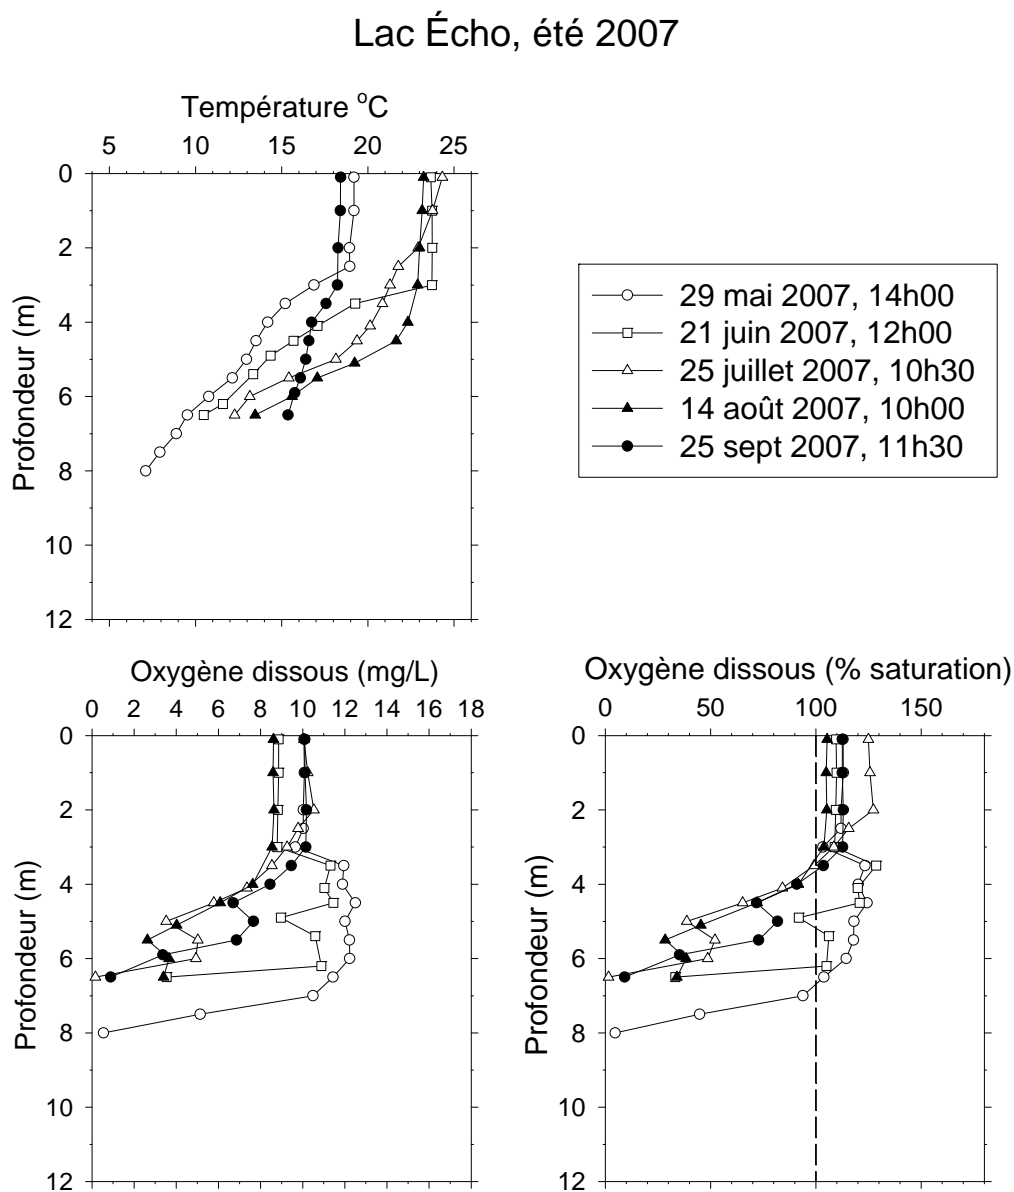 Lac Écho, été 2007
Température °C
5 10 15 20 25
0
2
4
6
8
10
12
Profondeur (m)
29 mai 2007, 14h00
21 juin 2007, 12h00
25 juillet 2007, 10h30
14 août 2007, 10h00
25 sept 2007, 11h30
Oxygène dissous (mg/L)
0 2 4 6 8 10 12 14 16 18
0
2
4
6
8
10
12
Profondeur (m)
Oxygène dissous (% saturation)
0 50 100 150
0
2
4
6
8
10
12
Profondeur (m)